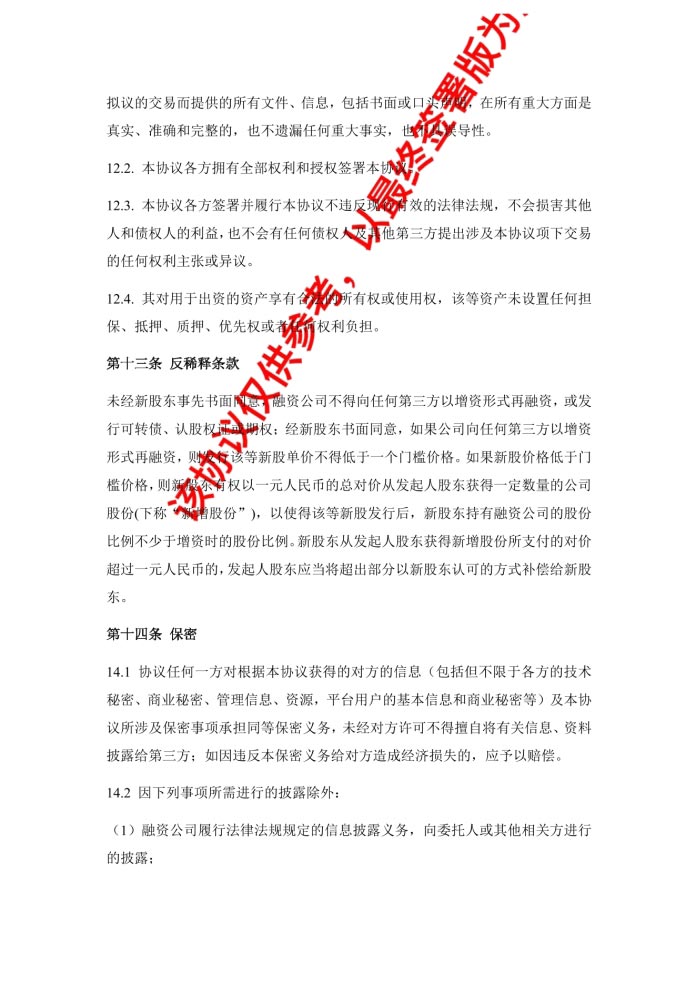 拟议的交易而提供的所有文件、信息，包括书面或口头所明，在所有重大方面是
真实、准确和完整的，也不遗漏任何重大事实，也不具误导性。
12.2. 本协议各方拥有全部权利和授权签署本协议。
12.3. 本协议各方签署并履行本协议不违反现行有效的法律法规，不会损害其他
人和债权人的利益，也不会有任何债权人及其他第三方提出涉及本协议项下交易
的任何权利主张或异议。
12.4. 其对用于出资的资产享有合法的所有权或使用权，该等资产未设置任何担
保、抵押、质押、优先权或者任何权利负担。
第十三条 反稀释条款
未经新股东事先书面同意，融资公司不得向任何第三方以增资形式再融资，或发
行可转债、认股权证或期权；经新股东书面同意，如果公司向任何第三方以增资
形式再融资，则发行该等新股单价不得低于一个门槛价格。如果新股价格低于门
槛价格，则新股东有权以一元人民币的总对价从发起人股东获得一定数量的公司
股份(下称“新增股份”)，以使得该等新股发行后，新股东持有融资公司的股份
比例不少于增资时的股份比例。新股东从发起人股东获得新增股份所支付的对价
超过一元人民币的，发起人股东应当将超出部分以新股东认可的方式补偿给新股
东。
第十四条 保密
14.1 协议任何一方对根据本协议获得的对方的信息（包括但不限于各方的技术
秘密、商业秘密、管理信息、资源，平台用户的基本信息和商业秘密等）及本协
议所涉及保密事项承担同等保密义务，未经对方许可不得擅自将有关信息、资料
披露给第三方；如因违反本保密义务给对方造成经济损失的，应予以赔偿。
14.2 因下列事项所需进行的披露除外：
（1）融资公司履行法律法规规定的信息披露义务，向委托人或其他相关方进行
的披露；
该协议仅供参考，以最终签署版为